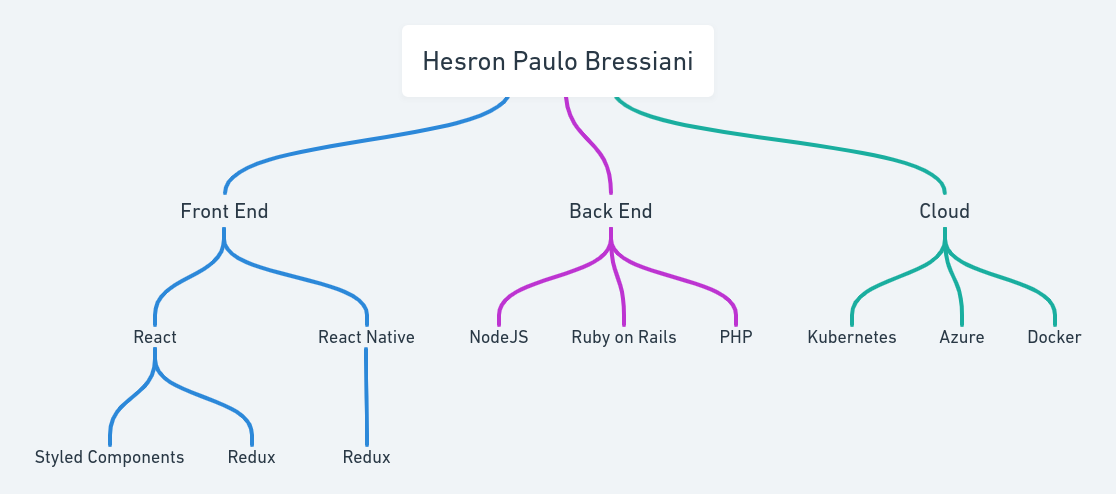 Hesron Paulo Bressiani
Front End
Back End
Cloud
React
React Native
NodeJS
Ruby on Rails
PHP
Kubernetes
Azure
Docker
Styled Components
Redux
Redux